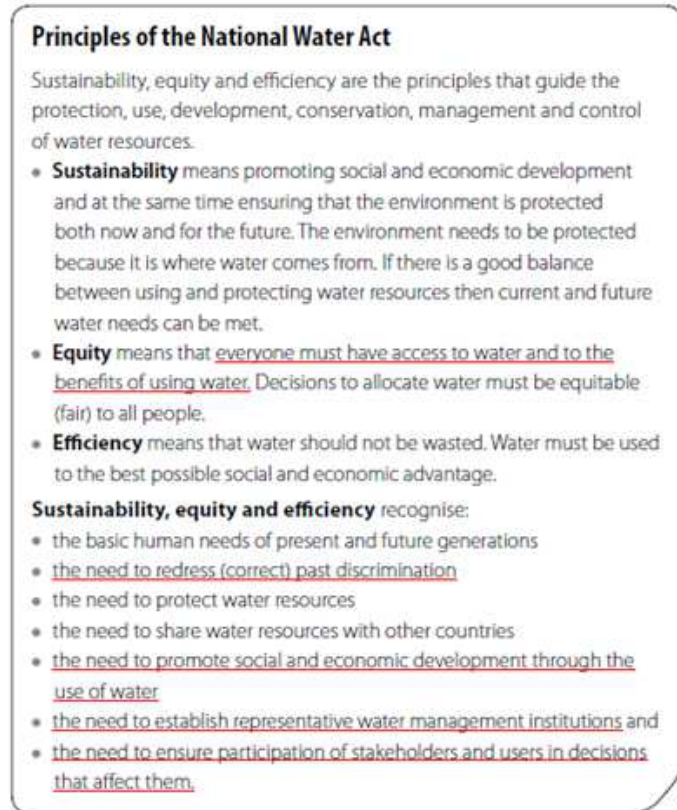 Principles of the National Water Act
Sustainability, equity and efficiency are the principles that guide the
protection, use, development, conservation, management and control
of water resources.
• Sustainability means promoting social and economic development
and at the same time ensuring that the environment is protected
both now and for the future. The environment needs to be protected
because it is where water comes from. If there is a good balance
between using and protecting water resources then current and future
water needs can be met.
• Equity means that everyone must have access to water and to the
benefits of using water. Decisions to allocate water must be equitable
(fair) to all people.
• Efficiency means that water should not be wasted. Water must be used
to the best possible social and economic advantage.
Sustainability, equity and efficiency recognise:
• the basic human needs of present and future generations
• the need to redress (correct) past discrimination
• the need to protect water resources
• the need to share water resources with other countries
• the need to promote social and economic development through the
use of water
• the need to establish representative water management institutions and
• the need to ensure participation of stakeholders and users in decisions
that affect them.